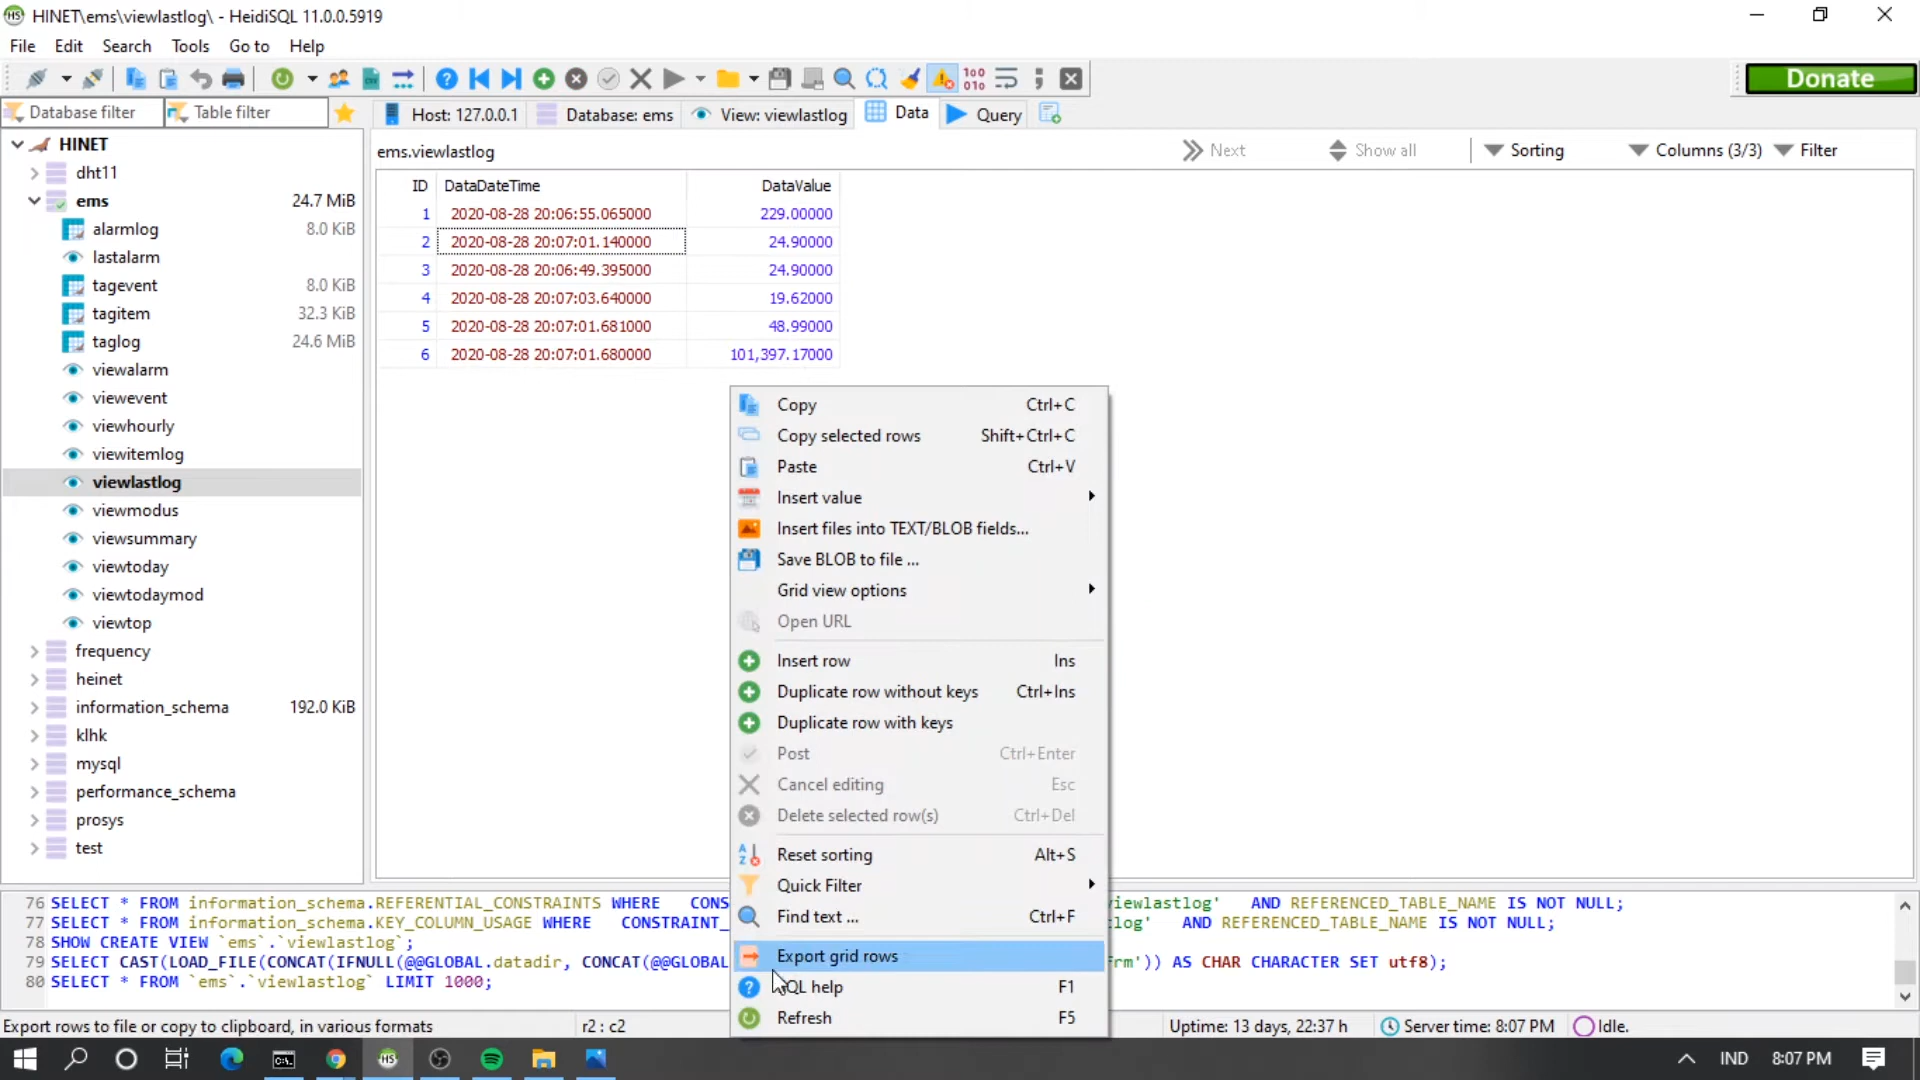 HINET\ems\viewlastlog\ - HeidiSQL 11.0.0.5919
File Edit Search Tools Go to Help
Donate
Database filter Table filter Host: 127.0.0.1 Database: ems View: viewlastlog Data Query
HINET
dht11
ems 24.7 MiB
alarmlog 8.0 KiB
lastalarm
tagevent 8.0 KiB
tagitem 32.3 KiB
taglog 24.6 MiB
viewalarm
viewevent
viewhourly
viewitemlog
viewlastlog
viewmodus
viewsummary
viewtoday
viewtodaymod
viewtop
frequency
heinet
information_schema 192.0 KiB
klhk
mysql
performance_schema
prosys
test
ems.viewlastlog Next Show all Sorting Columns (3/3) Filter
ID DataDateTime DataValue
1 2020-08-28 20:06:55.065000 229.00000
2 2020-08-28 20:07:01.140000 24.90000
3 2020-08-28 20:06:49.395000 24.90000
4 2020-08-28 20:07:03.640000 19.62000
5 2020-08-28 20:07:01.681000 48.99000
6 2020-08-28 20:07:01.680000 101,397.17000
Copy Ctrl+C
Copy selected rows Shift+Ctrl+C
Paste Ctrl+V
Insert value
Insert files into TEXT/BLOB fields...
Save BLOB to file ...
Grid view options
Open URL
Insert row Ins
Duplicate row without keys Ctrl+Ins
Duplicate row with keys
Post Ctrl+Enter
Cancel editing Esc
Delete selected row(s) Ctrl+Del
Reset sorting Alt+S
Quick Filter
Find text ... Ctrl+F
Export grid rows
SQL help F1
Refresh F5
76 SELECT * FROM information_schema.REFERENTIAL_CONSTRAINTS WHERE CONS iewlastlog' AND REFERENCED_TABLE_NAME IS NOT NULL;
77 SELECT * FROM information_schema.KEY_COLUMN_USAGE WHERE CONSTRAINT_ log' AND REFERENCED_TABLE_NAME IS NOT NULL;
78 SHOW CREATE VIEW `ems`.`viewlastlog`;
79 SELECT CAST(LOAD_FILE(CONCAT(IFNULL(@@GLOBAL.datadir, CONCAT(@@GLOBAL rm')) AS CHAR CHARACTER SET utf8);
80 SELECT * FROM `ems`.`viewlastlog` LIMIT 1000;
Export rows to file or copy to clipboard, in various formats r2 : c2 Uptime: 13 days, 22:37 h Server time: 8:07 PM Idle.
IND 8:07 PM